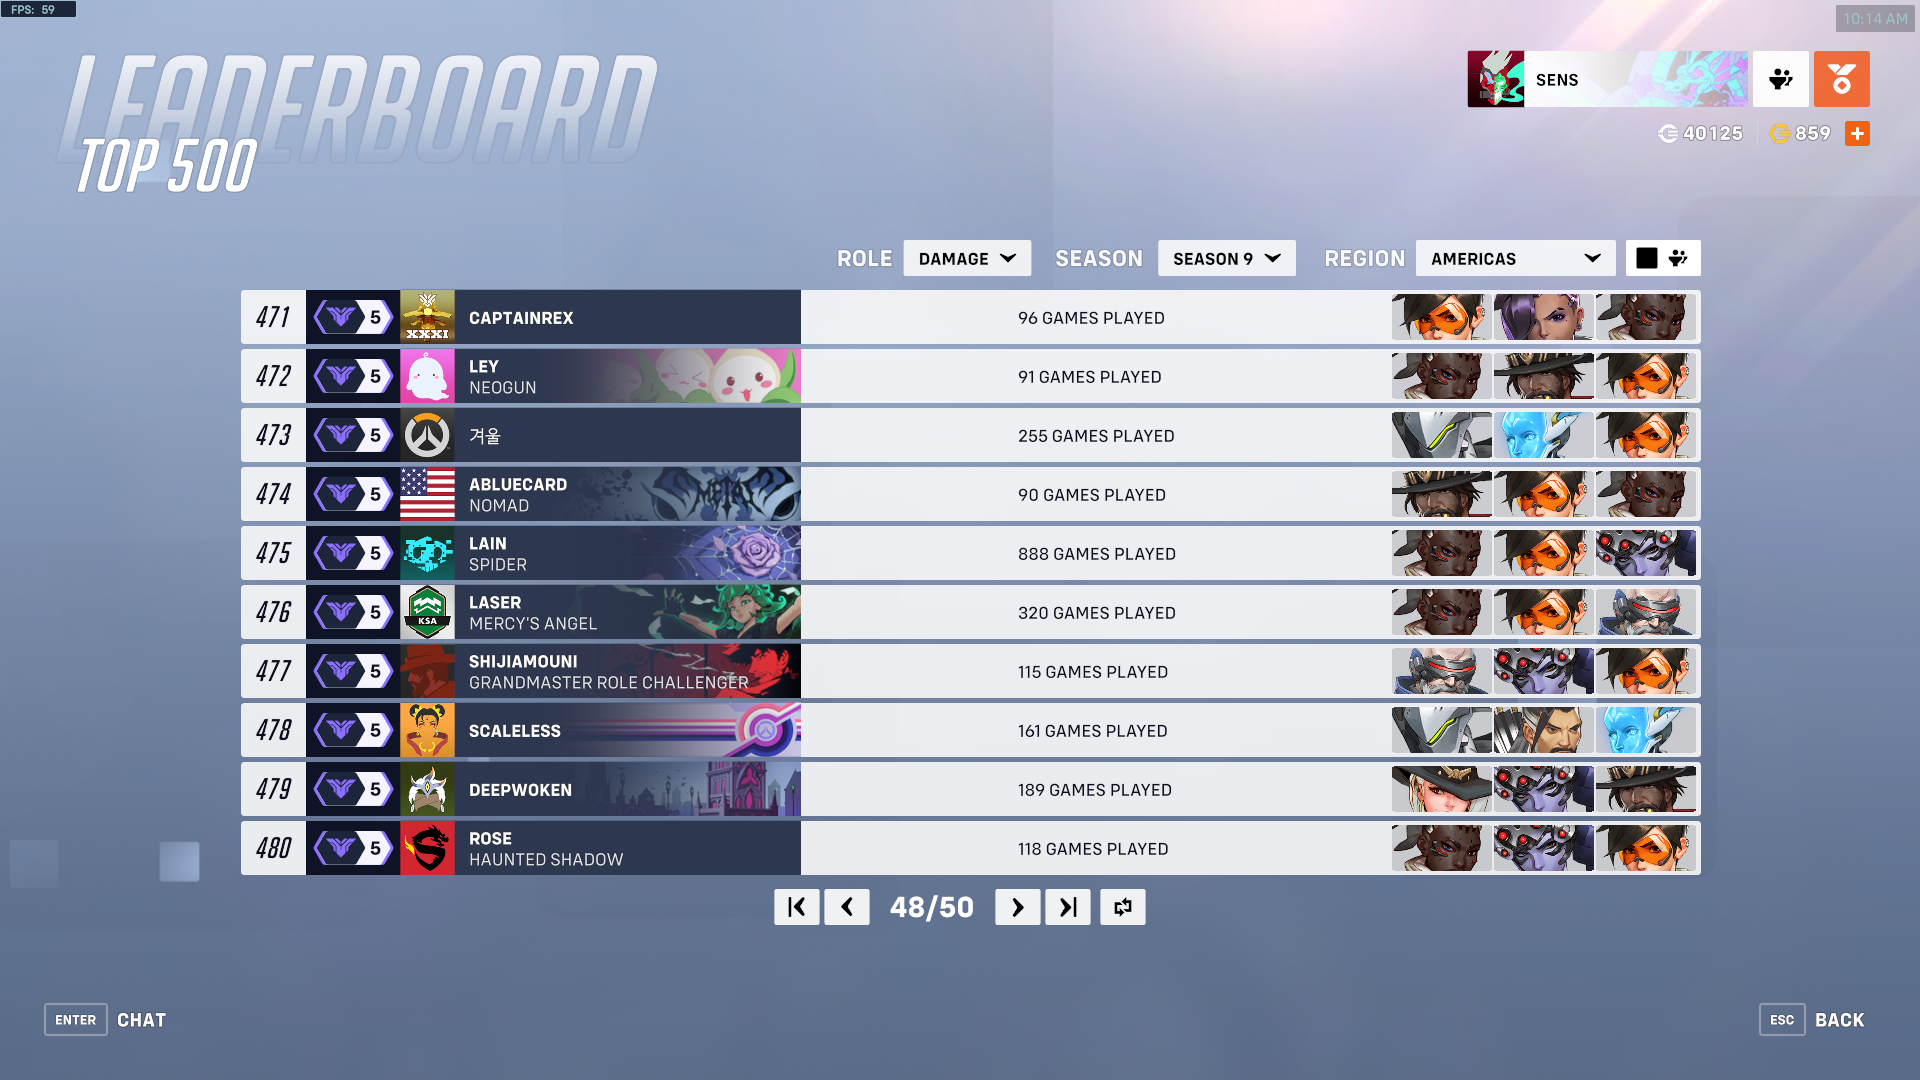 FPS: 59
10:14 AM
LEADERBOARD
TOP 500
SENS
40125
859
ROLE DAMAGE SEASON SEASON 9 REGION AMERICAS
471 5 XXXI CAPTAINREX 96 GAMES PLAYED
472 5 LEY 91 GAMES PLAYED
NEOGUN
473 5 겨울 255 GAMES PLAYED
474 5 ABLUECARD 90 GAMES PLAYED
NOMAD
475 5 LAIN 888 GAMES PLAYED
SPIDER
476 5 KSA LASER 320 GAMES PLAYED
MERCY'S ANGEL
477 5 SHIJIAMOUNI 115 GAMES PLAYED
GRANDMASTER ROLE CHALLENGER
478 5 SCALELESS 161 GAMES PLAYED
479 5 DEEPWOKEN 189 GAMES PLAYED
480 5 ROSE 118 GAMES PLAYED
HAUNTED SHADOW
48/50
ENTER CHAT
ESC BACK